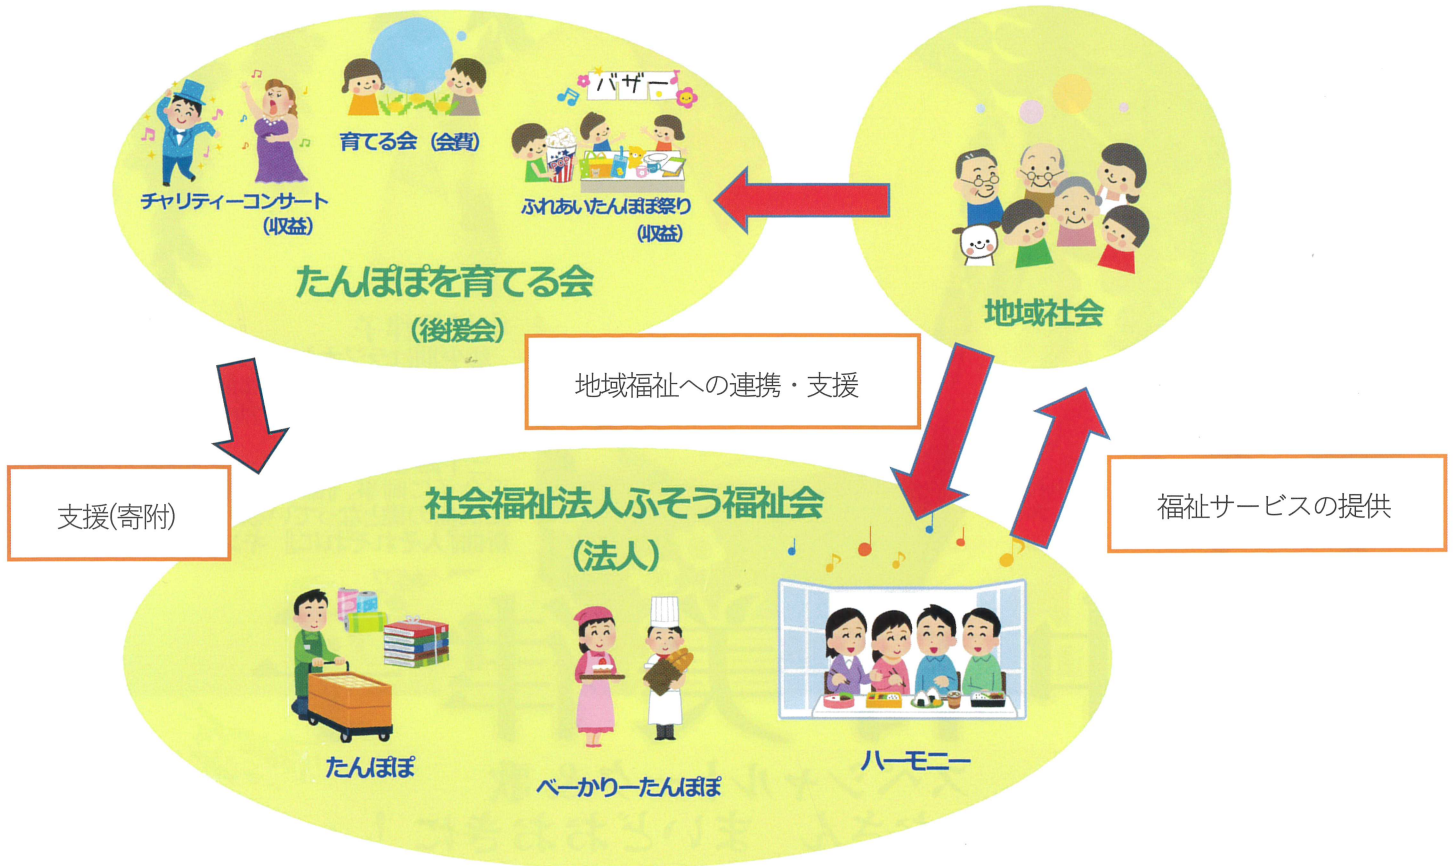 バザー
育てる会（会費）
チャリティーコンサート
（収益）
ふれあいたんぽぽ祭り
（収益）
たんぽぽを育てる会
（後援会）
地域社会
地域福祉への連携・支援
支援(寄附)
福祉サービスの提供
社会福祉法人ふそう福祉会
（法人）
たんぽぽ
べーかりーたんぽぽ
ハーモニー